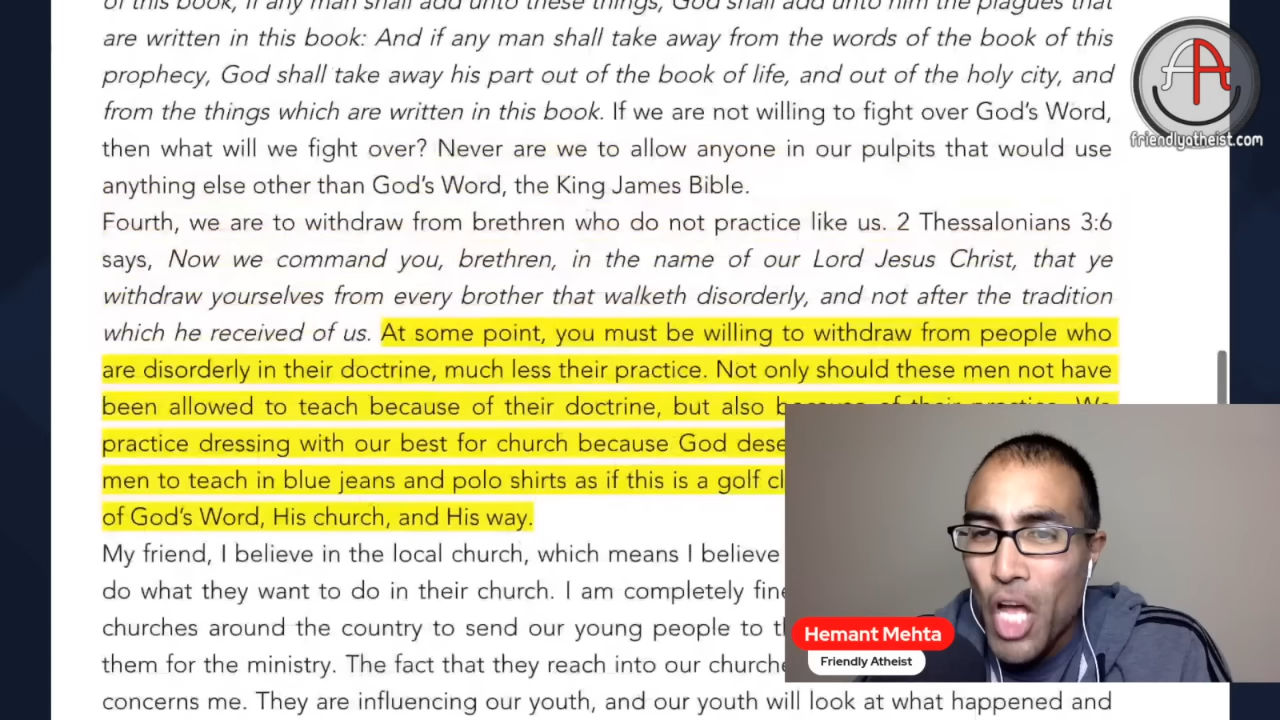 of this book, If any man shall add unto these things, God shall add unto him the plagues that
are written in this book: And if any man shall take away from the words of the book of this
prophecy, God shall take away his part out of the book of life, and out of the holy city, and
from the things which are written in this book. If we are not willing to fight over God's Word,
then what will we fight over? Never are we to allow anyone in our pulpits that would use
anything else other than God's Word, the King James Bible.
Fourth, we are to withdraw from brethren who do not practice like us. 2 Thessalonians 3:6
says, Now we command you, brethren, in the name of our Lord Jesus Christ, that ye
withdraw yourselves from every brother that walketh disorderly, and not after the tradition
which he received of us. At some point, you must be willing to withdraw from people who
are disorderly in their doctrine, much less their practice. Not only should these men not have
been allowed to teach because of their doctrine, but also because of their practice. We
practice dressing with our best for church because God
men to teach in blue jeans and polo shirts as if this is a golf
of God's Word, His church, and His way.
My friend, I believe in the local church, which means I believe
do what they want to do in their church. I am completely
churches around the country to send our young people to
them for the ministry. The fact that they reach into our
concerns me. They are influencing our youth, and our youth will look at what happened and
AA
friendlyatheist.com
Hemant Mehta
Friendly Atheist